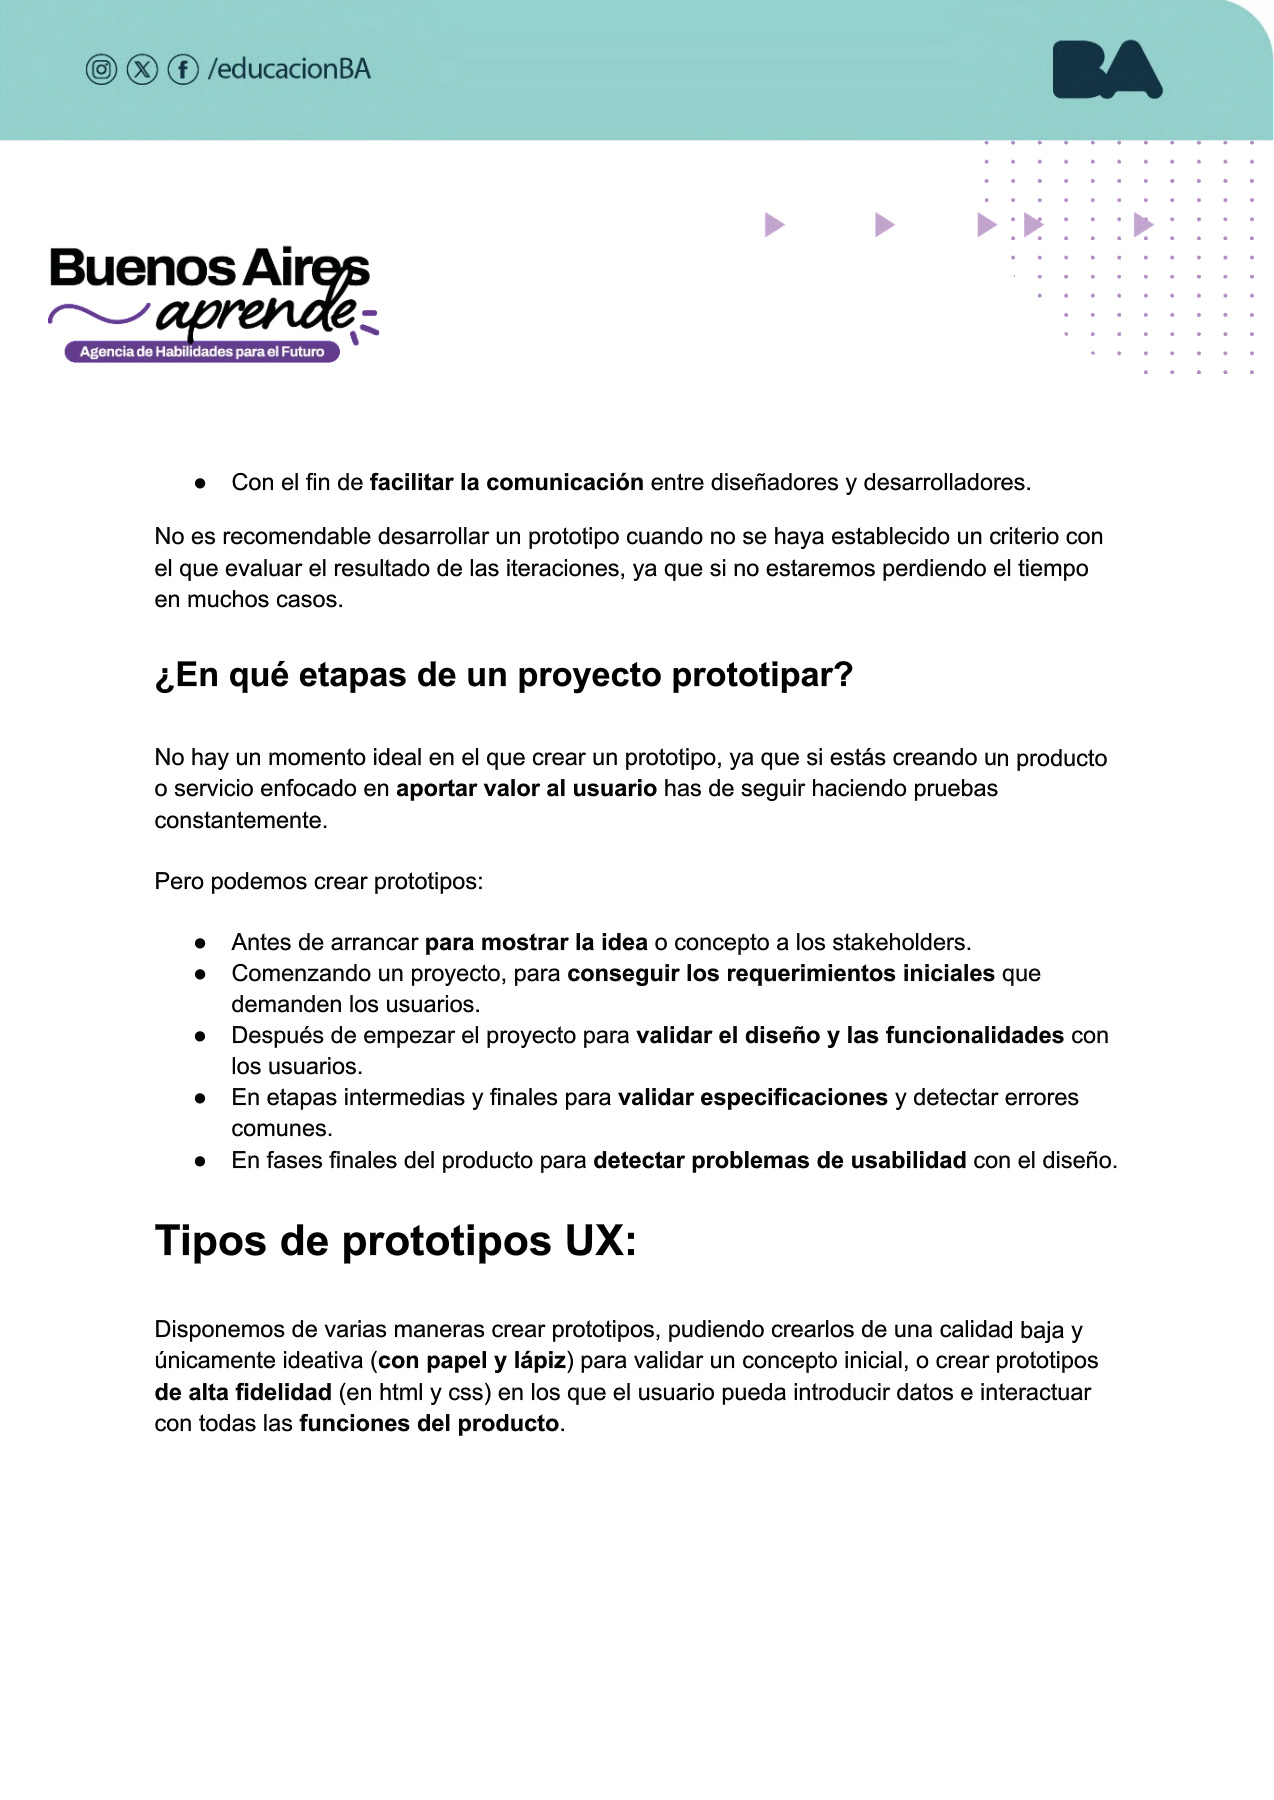 /educacionBA
BA
Buenos Aires
aprende
Agencia de Habilidades para el Futuro
● Con el fin de facilitar la comunicación entre diseñadores y desarrolladores.
No es recomendable desarrollar un prototipo cuando no se haya establecido un criterio con
el que evaluar el resultado de las iteraciones, ya que si no estaremos perdiendo el tiempo
en muchos casos.
¿En qué etapas de un proyecto prototipar?
No hay un momento ideal en el que crear un prototipo, ya que si estás creando un producto
o servicio enfocado en aportar valor al usuario has de seguir haciendo pruebas
constantemente.
Pero podemos crear prototipos:
● Antes de arrancar para mostrar la idea o concepto a los stakeholders.
● Comenzando un proyecto, para conseguir los requerimientos iniciales que
demanden los usuarios.
● Después de empezar el proyecto para validar el diseño y las funcionalidades con
los usuarios.
● En etapas intermedias y finales para validar especificaciones y detectar errores
comunes.
● En fases finales del producto para detectar problemas de usabilidad con el diseño.
Tipos de prototipos UX:
Disponemos de varias maneras crear prototipos, pudiendo crearlos de una calidad baja y
únicamente ideativa (con papel y lápiz) para validar un concepto inicial, o crear prototipos
de alta fidelidad (en html y css) en los que el usuario pueda introducir datos e interactuar
con todas las funciones del producto.